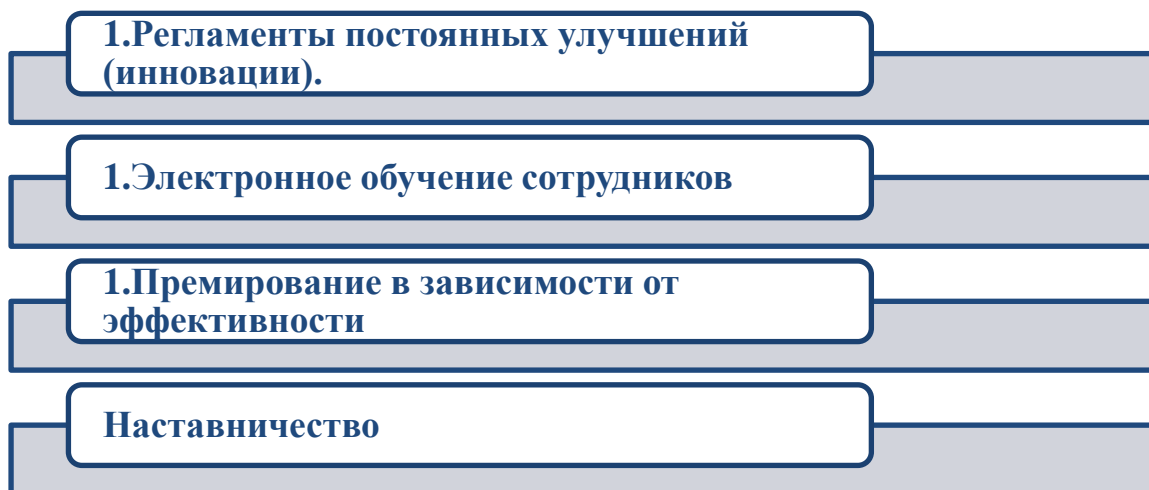 1.Регламенты постоянных улучшений
(инновации).
1.Электронное обучение сотрудников
1.Премирование в зависимости от
эффективности
Наставничество